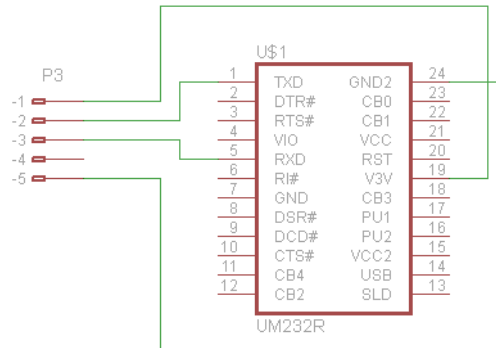 U$1
P3
-1
-2
-3
-4
-5
1 TXD GND2 24
2 DTR# CB0 23
3 RTS# CB1 22
4 VIO VCC 21
5 RXD RST 20
6 RI# V3V 19
7 GND CB3 18
8 DSR# PU1 17
9 DCD# PU2 16
10 CTS# VCC2 15
11 CB4 USB 14
12 CB2 SLD 13
UM232R